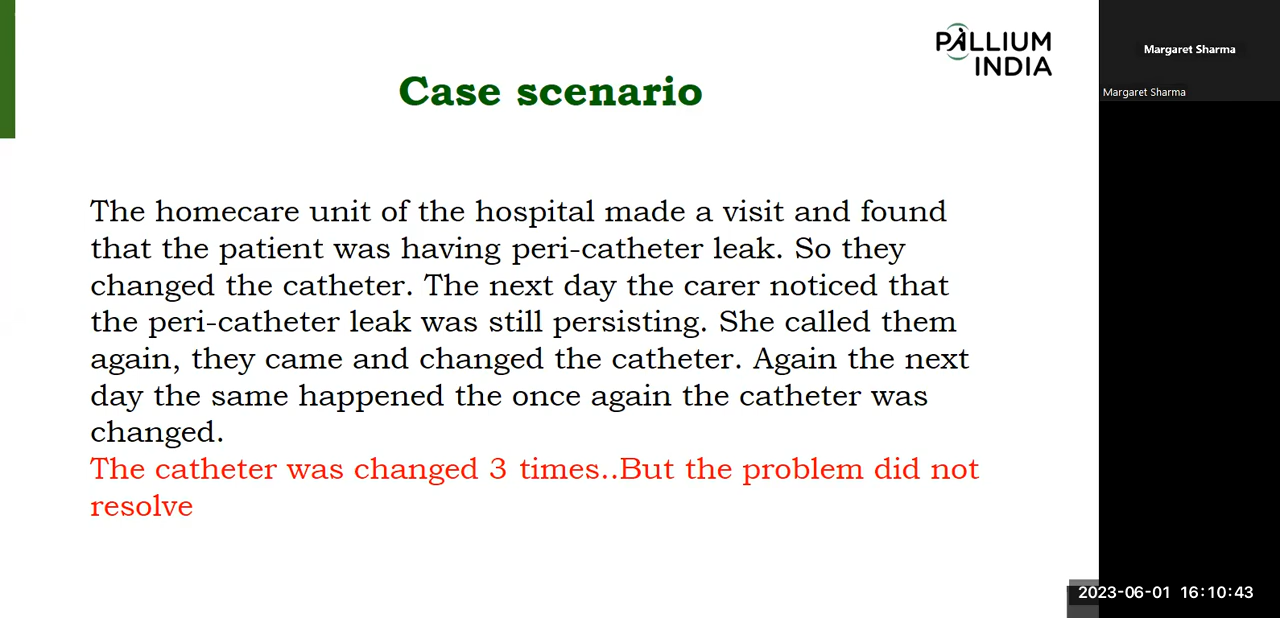 PALLIUM
INDIA
Case scenario
The homecare unit of the hospital made a visit and found
that the patient was having peri-catheter leak. So they
changed the catheter. The next day the carer noticed that
the peri-catheter leak was still persisting. She called them
again, they came and changed the catheter. Again the next
day the same happened the once again the catheter was
changed.
The catheter was changed 3 times..But the problem did not
resolve
Margaret Sharma
Margaret Sharma
2023-06-01 16:10:43